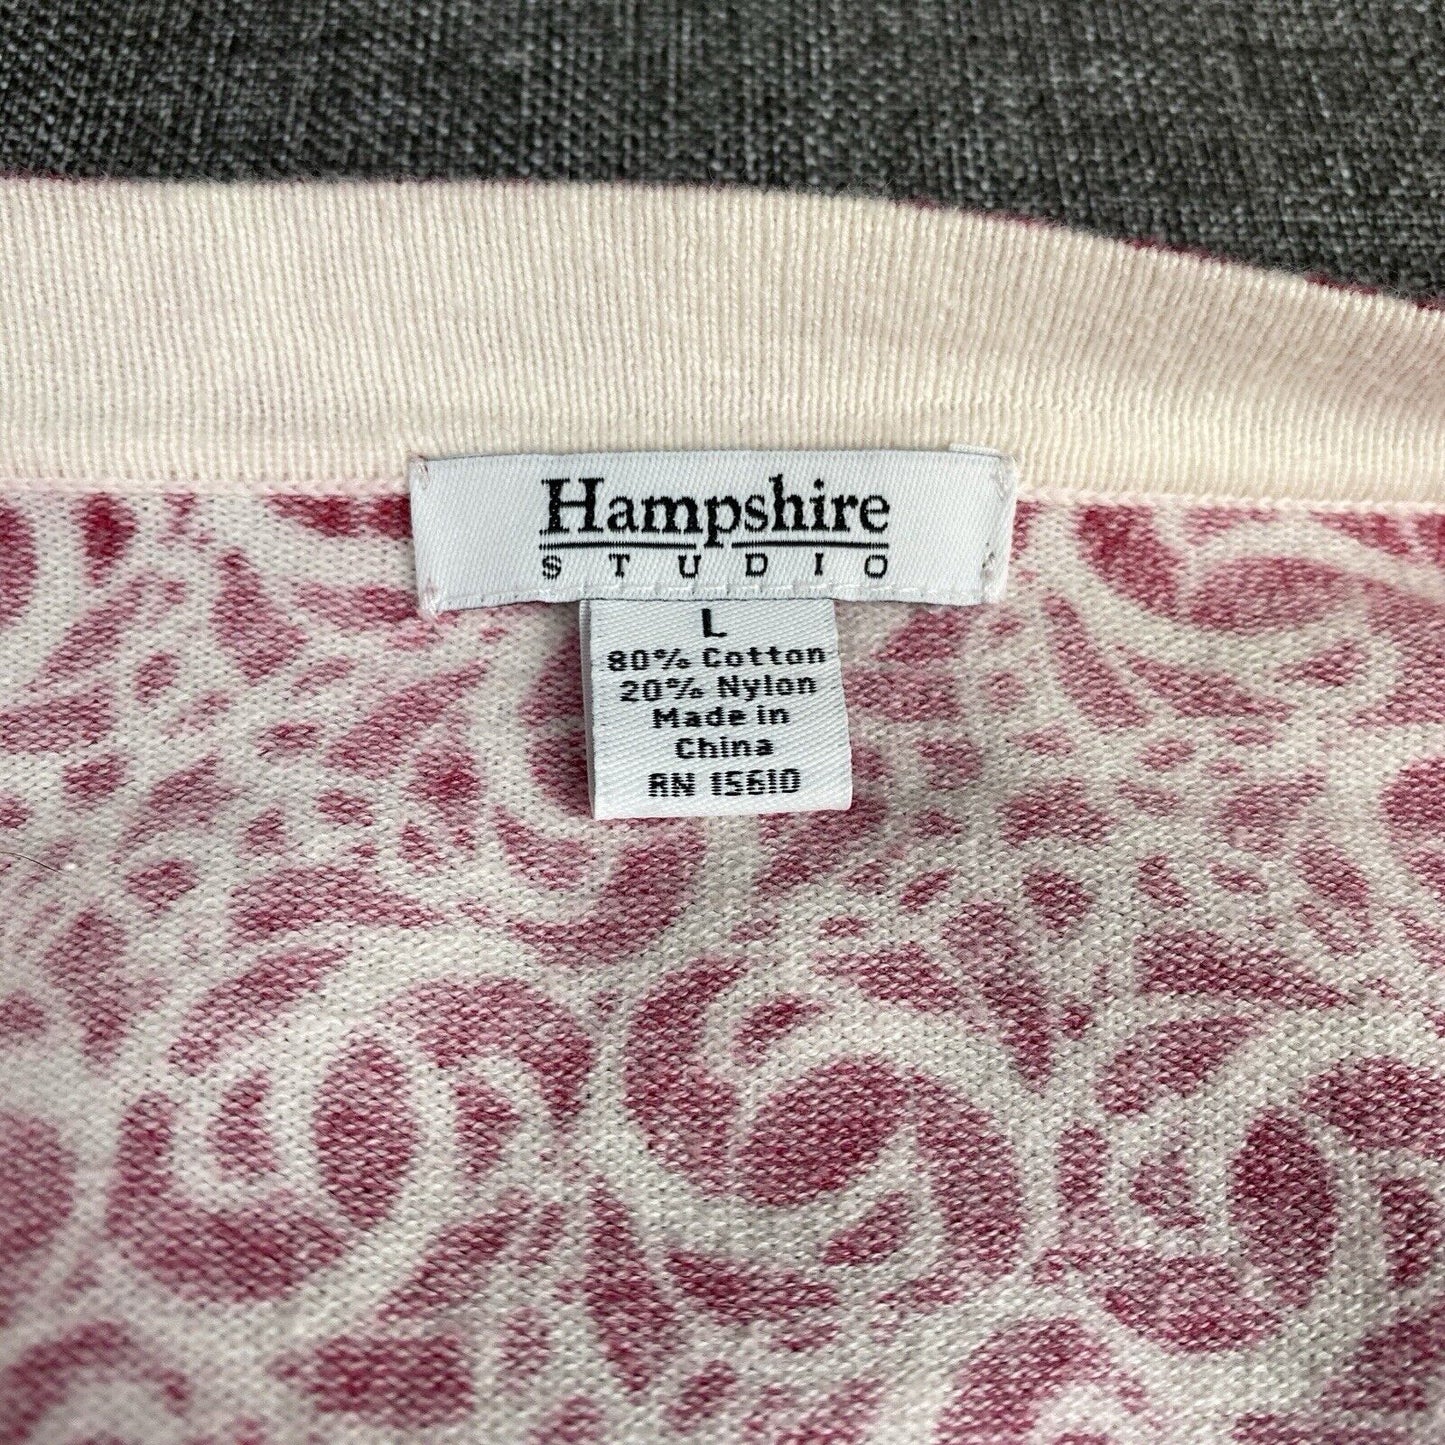 Hampshire
STUDIO
L
80% Cotton
20% Nylon
Made in
China
RN 15610